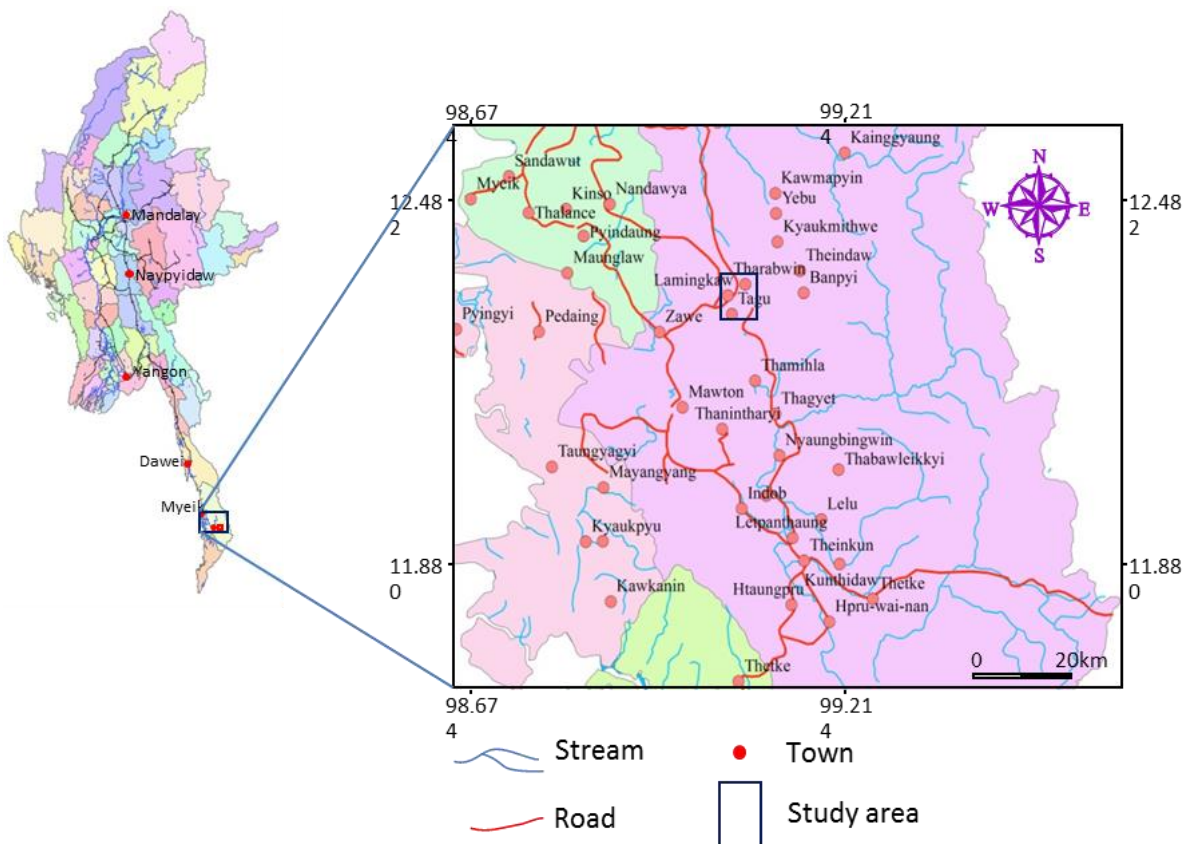 Mandalay
Naypyidaw
Yangon
Dawei
Myeil
98.67
4
99.21
4
12.48
2
12.48
2
11.88
0
11.88
0
98.67
4
99.21
4
N
W
E
S
Kainggyaung
Sandawut
Myeik
Kinso
Nandawya
Kawmapyin
Yebu
Thalance
Pyindaung
Kyaukmithwe
Maunglaw
Tharabwin
Theindaw
Lamingkaw
Banpyi
Tagu
Pyingyi
Pedaing
Zawe
Thamihla
Mawton
Thanintharyi
Thagyet
Nyaungbingwin
Taungyagyi
Mayangyang
Thabawleikkyi
Indob
Lelu
Letpanthaung
Kyaukpyu
Theinkun
Kawkanin
Htaungpru
Kunthidaw
Thetke
Hpru-wai-nan
Thetke
0 20km
Stream
Town
Road
Study area